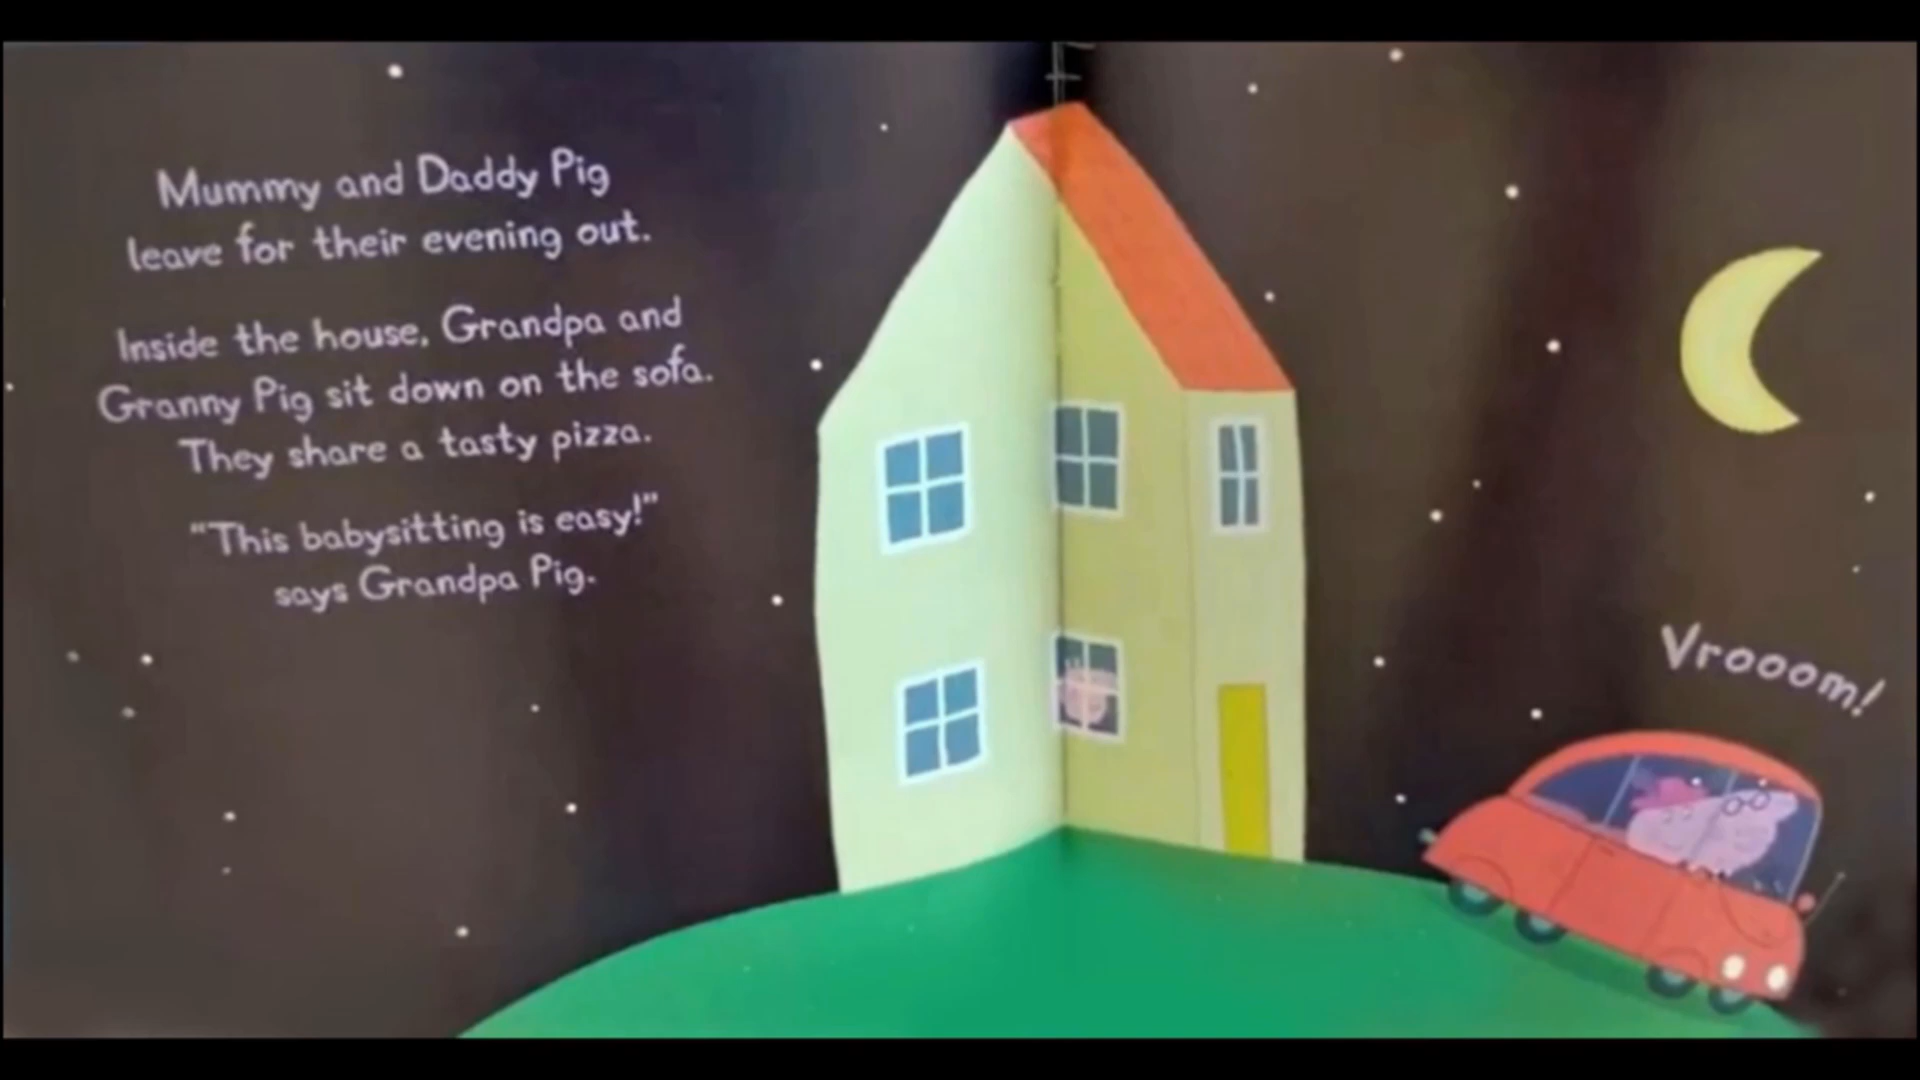 Mummy and Daddy Pig
leave for their evening out.
Inside the house, Grandpa and
Granny Pig sit down on the sofa.
They share a tasty pizza.
“This babysitting is easy!”
says Grandpa Pig.
Vrooom!